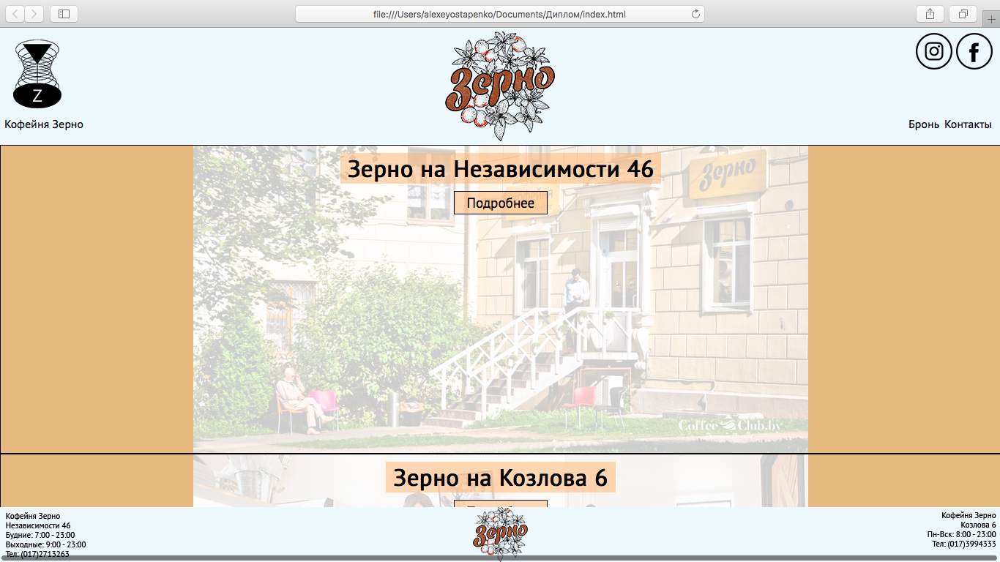 file:///Users/alexeyostapenko/Documents/Диплом/index.html
Зерно
Z
Кофейня Зерно
Бронь Контакты
Зерно на Независимости 46
Подробнее
Зерно
Coffee Club.by
Зерно на Козлова 6
Кофейня Зерно
Независимости 46
Будние: 7:00 - 23:00
Выходные: 9:00 - 23:00
Тел: (017)2713263
Зерно
Кофейня Зерно
Козлова 6
Пн-Вск: 8:00 - 23:00
Тел: (017)3994333